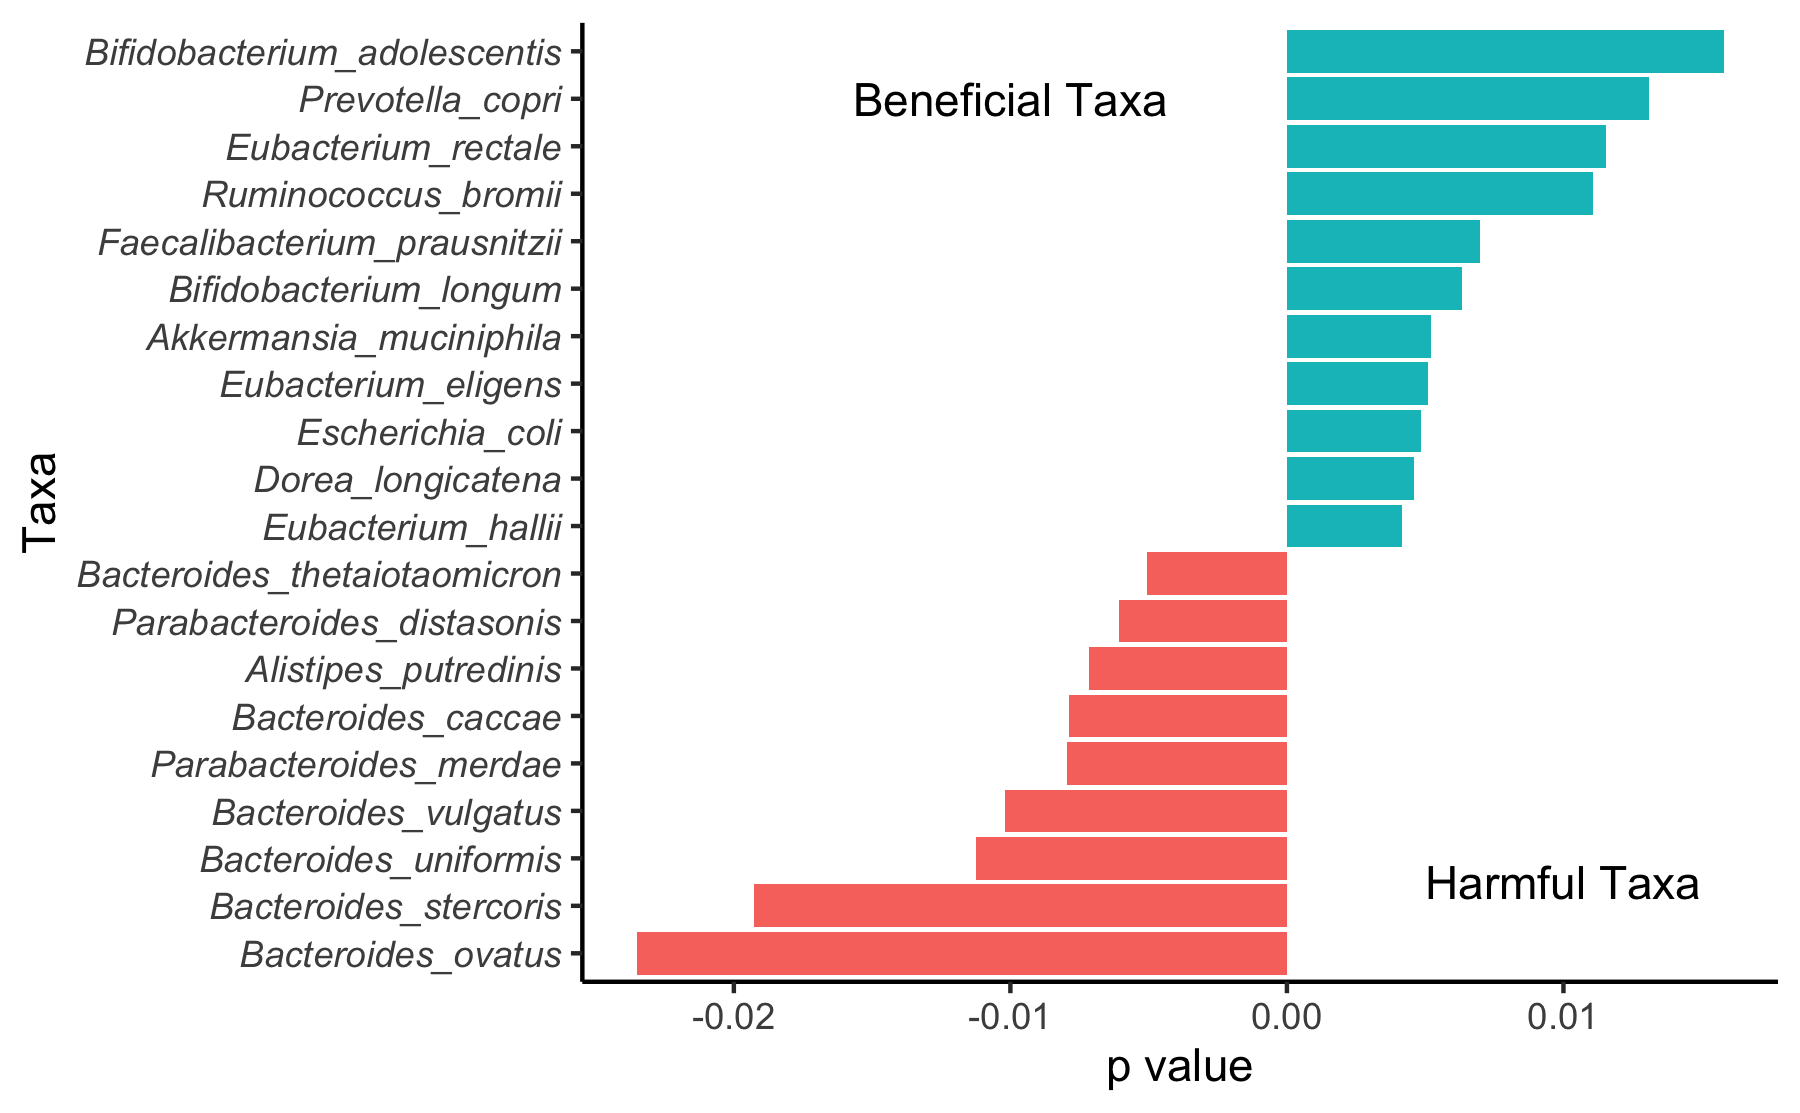 Bifidobacterium_adolescentis
Prevotella_copri
Beneficial Taxa
Eubacterium_rectale
Ruminococcus_bromii
Faecalibacterium_prausnitzii
Bifidobacterium_longum
Akkermansia_muciniphila
Eubacterium_eligens
Escherichia_coli
Dorea_longicatena
Eubacterium_hallii
Taxa
Bacteroides_thetaiotaomicron
Parabacteroides_distasonis
Alistipes_putredinis
Bacteroides_caccae
Parabacteroides_merdae
Bacteroides_vulgatus
Bacteroides_uniformis
Harmful Taxa
Bacteroides_stercoris
Bacteroides_ovatus
-0.02 -0.01 0.00 0.01
p value